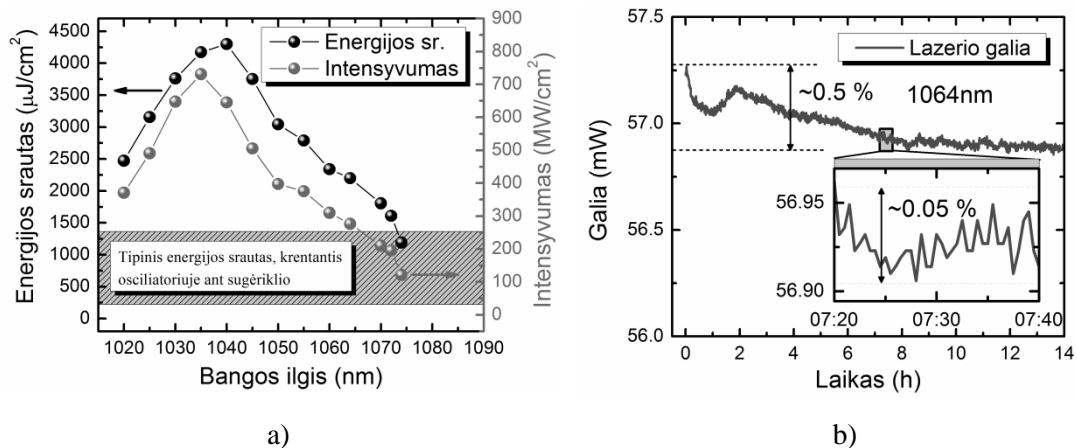 4500
4000
3500
3000
2500
2000
1500
1000
500
0
Energijos srautas (µJ/cm²)
900
800
700
600
500
400
300
200
100
0
Intensyvumas (MW/cm²)
Energijos sr.
Intensyvumas
Tipinis energijos srautas, krentantis
osciliatoriuje ant sugėriklio
1020 1030 1040 1050 1060 1070 1080 1090
Bangos ilgis (nm)
a)
57.5
57.0
56.5
56.0
Galia (mW)
Lazerio galia
~0.5 %
1064nm
~0.05 %
56.95
56.90
07:20 07:30 07:40
0 2 4 6 8 10 12 14
Laikas (h)
b)